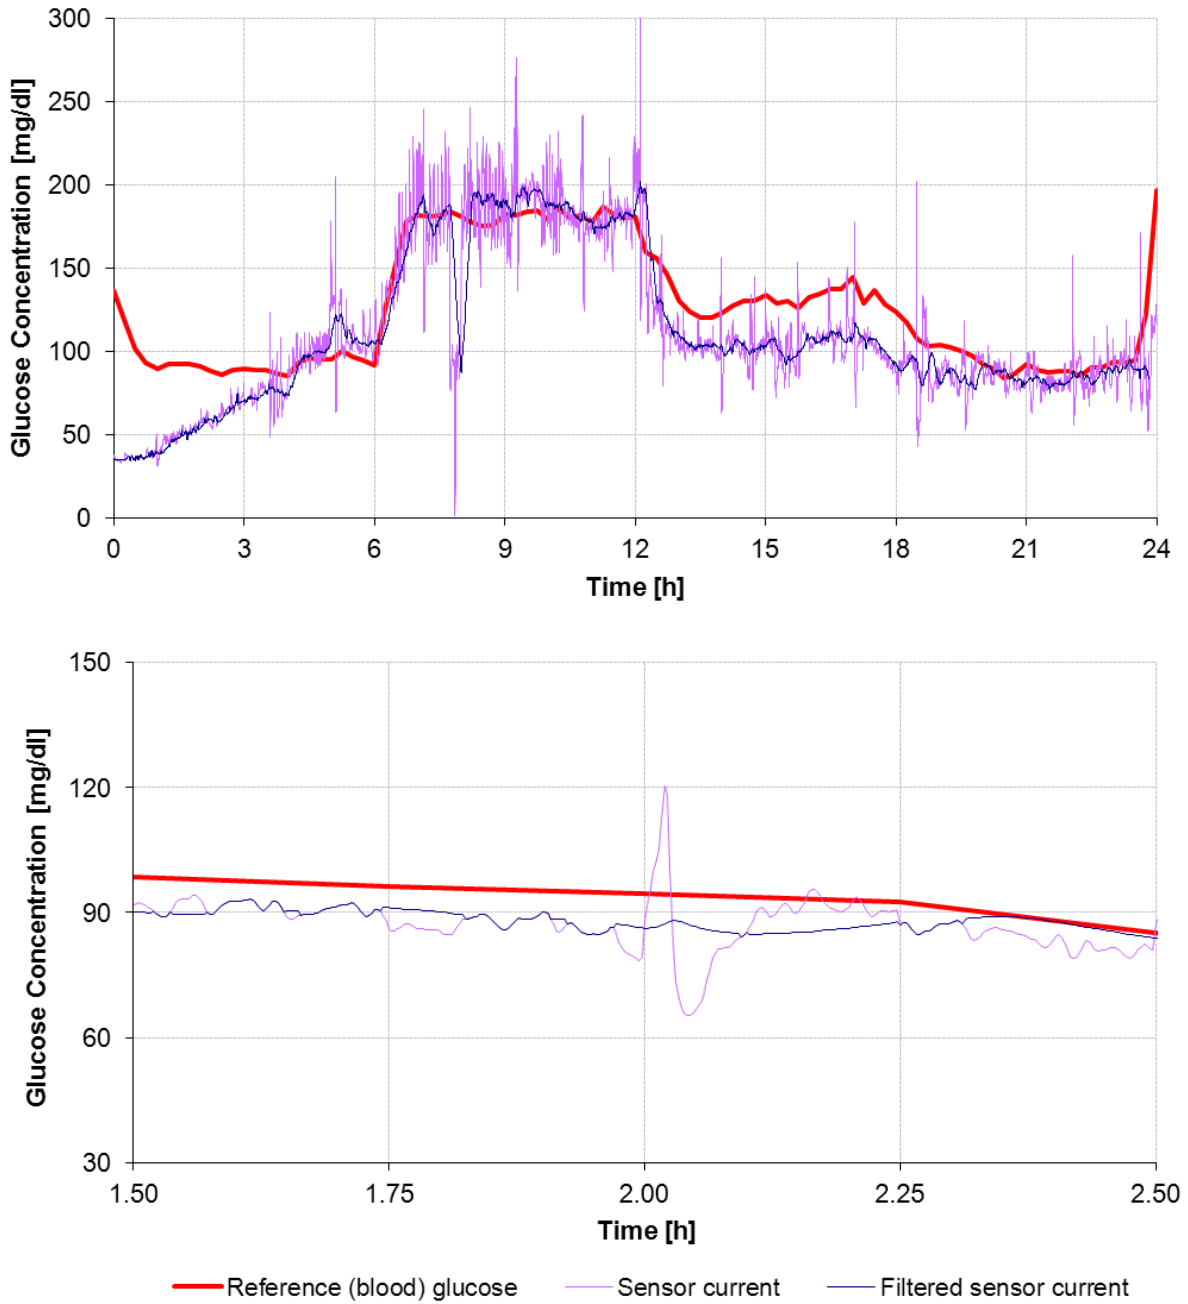 300
250
200
150
100
50
0
Glucose Concentration [mg/dl]
0 3 6 9 12 15 18 21 24
Time [h]
150
120
90
60
30
Glucose Concentration [mg/dl]
1.50 1.75 2.00 2.25 2.50
Time [h]
Reference (blood) glucose Sensor current Filtered sensor current